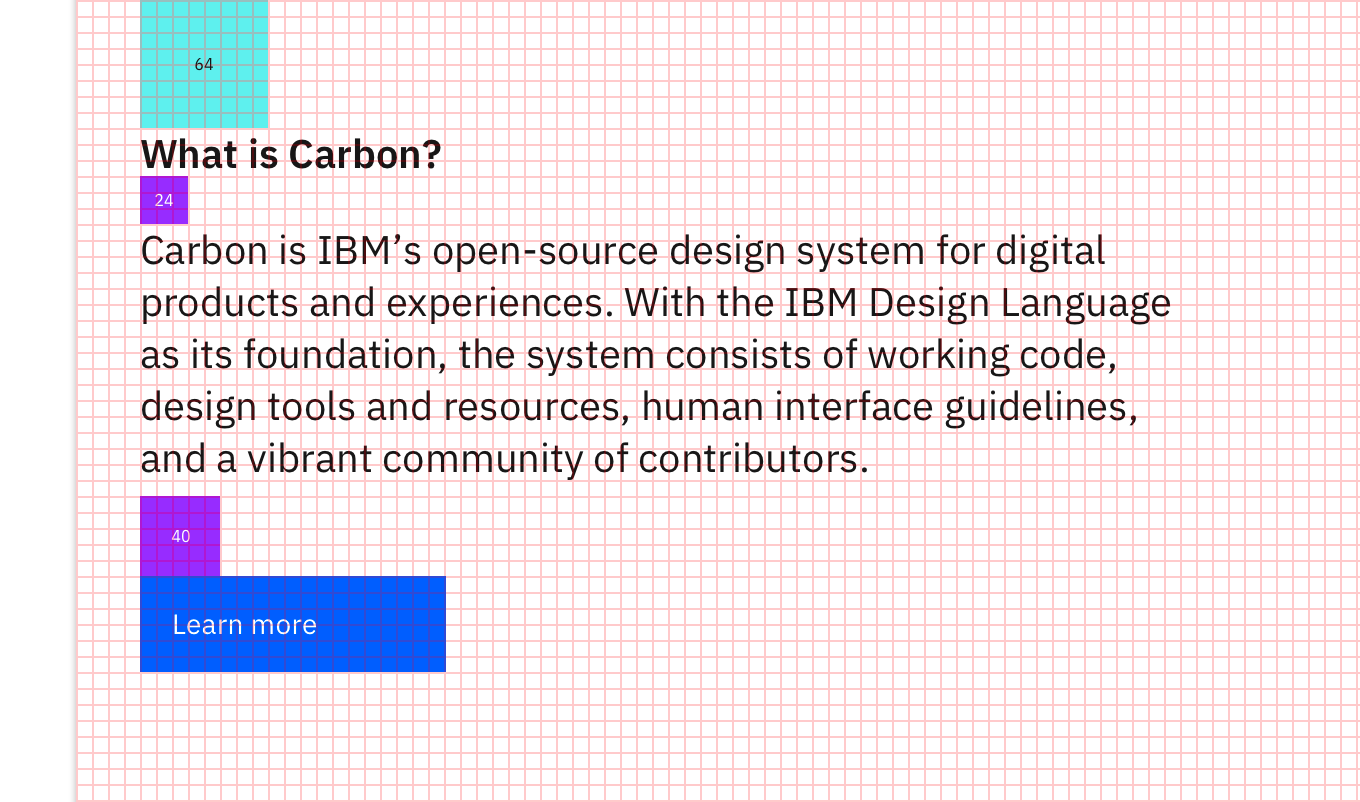 64
What is Carbon?
24
Carbon is IBM’s open-source design system for digital
products and experiences. With the IBM Design Language
as its foundation, the system consists of working code,
design tools and resources, human interface guidelines,
and a vibrant community of contributors.
40
Learn more